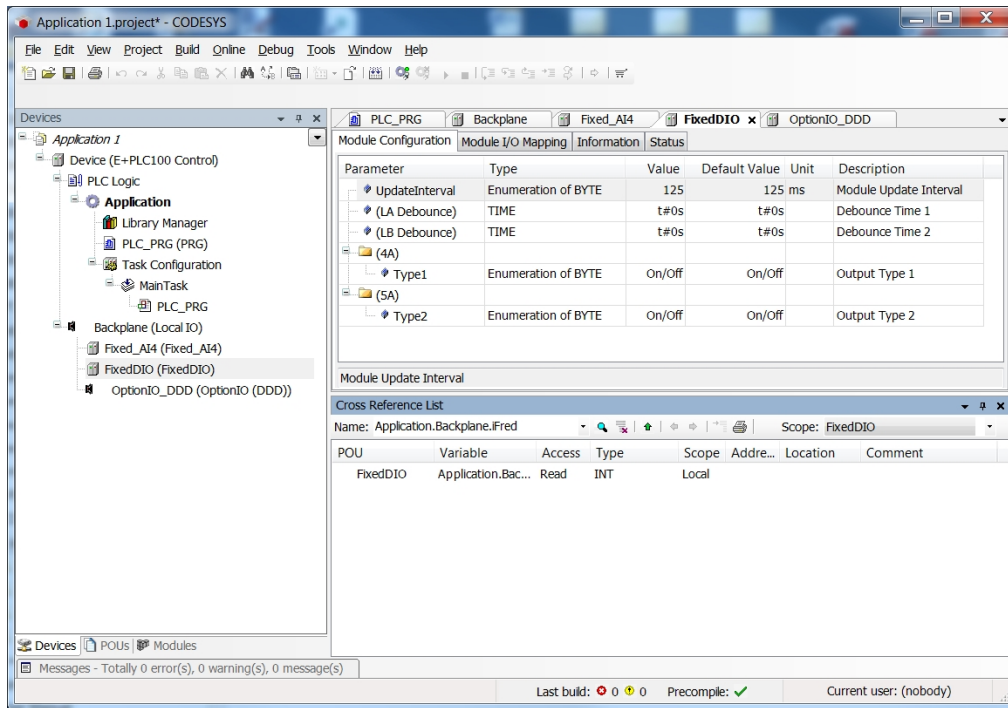 Application 1.project* - CODESYS
File Edit View Project Build Online Debug Tools Window Help
Devices
Application 1
Device (E+PLC100 Control)
PLC Logic
Application
Library Manager
PLC_PRG (PRG)
Task Configuration
MainTask
PLC_PRG
Backplane (Local IO)
Fixed_AI4 (Fixed_AI4)
FixedDIO (FixedDIO)
OptionIO_DDD (OptionIO (DDD))
Devices POUs Modules
PLC_PRG Backplane Fixed_AI4 FixedDIO OptionIO_DDD
Module Configuration Module I/O Mapping Information Status
Parameter Type Value Default Value Unit Description
UpdateInterval Enumeration of BYTE 125 125 ms Module Update Interval
(LA Debounce) TIME t#0s t#0s Debounce Time 1
(LB Debounce) TIME t#0s t#0s Debounce Time 2
(4A)
Type1 Enumeration of BYTE On/Off On/Off Output Type 1
(5A)
Type2 Enumeration of BYTE On/Off On/Off Output Type 2
Module Update Interval
Cross Reference List
Name: Application.Backplane.iFred Scope: FixedDIO
POU Variable Access Type Scope Addre... Location Comment
FixedDIO Application.Bac... Read INT Local
Messages - Totally 0 error(s), 0 warning(s), 0 message(s)
Last build: 0 0 Precompile: Current user: (nobody)